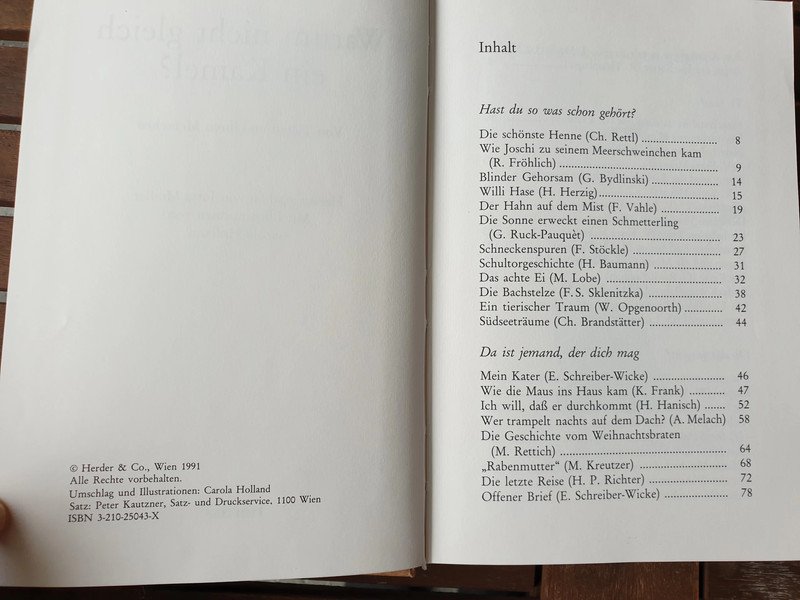 © Herder & Co., Wien 1991
Alle Rechte vorbehalten.
Umschlag und Illustrationen: Carola Holland
Satz: Peter Kautzner, Satz- und Druckservice, 1100 Wien
ISBN 3-210-25043-X
Inhalt
Hast du so was schon gehört?
Die schönste Henne (Ch. Rettl) .......................... 8
Wie Joschi zu seinem Meerschweinchen kam
(R. Fröhlich) ..................................................... 9
Blinder Gehorsam (G. Bydlinski) ....................... 14
Willi Hase (H. Herzig) ......................................... 15
Der Hahn auf dem Mist (F. Vahle) ..................... 19
Die Sonne erweckt einen Schmetterling
(G. Ruck-Pauquèt) ............................................ 23
Schneckenspuren (F. Stöckle) ............................. 27
Schultorgeschichte (H. Baumann) ....................... 31
Das achte Ei (M. Lobe) ....................................... 32
Die Bachstelze (F. S. Sklenitzka) ......................... 38
Ein tierischer Traum (W. Opgenoorth) ............. 42
Südseeträume (Ch. Brandstätter) ......................... 44
Da ist jemand, der dich mag
Mein Kater (E. Schreiber-Wicke) ........................ 46
Wie die Maus ins Haus kam (K. Frank) ............ 47
Ich will, daß er durchkommt (H. Hanisch) ....... 52
Wer trampelt nachts auf dem Dach? (A. Melach) 58
Die Geschichte vom Weihnachtsbraten
(M. Rettich) ....................................................... 64
„Rabenmutter“ (M. Kreutzer) ............................. 68
Die letzte Reise (H. P. Richter) ........................... 72
Offener Brief (E. Schreiber-Wicke) ..................... 78